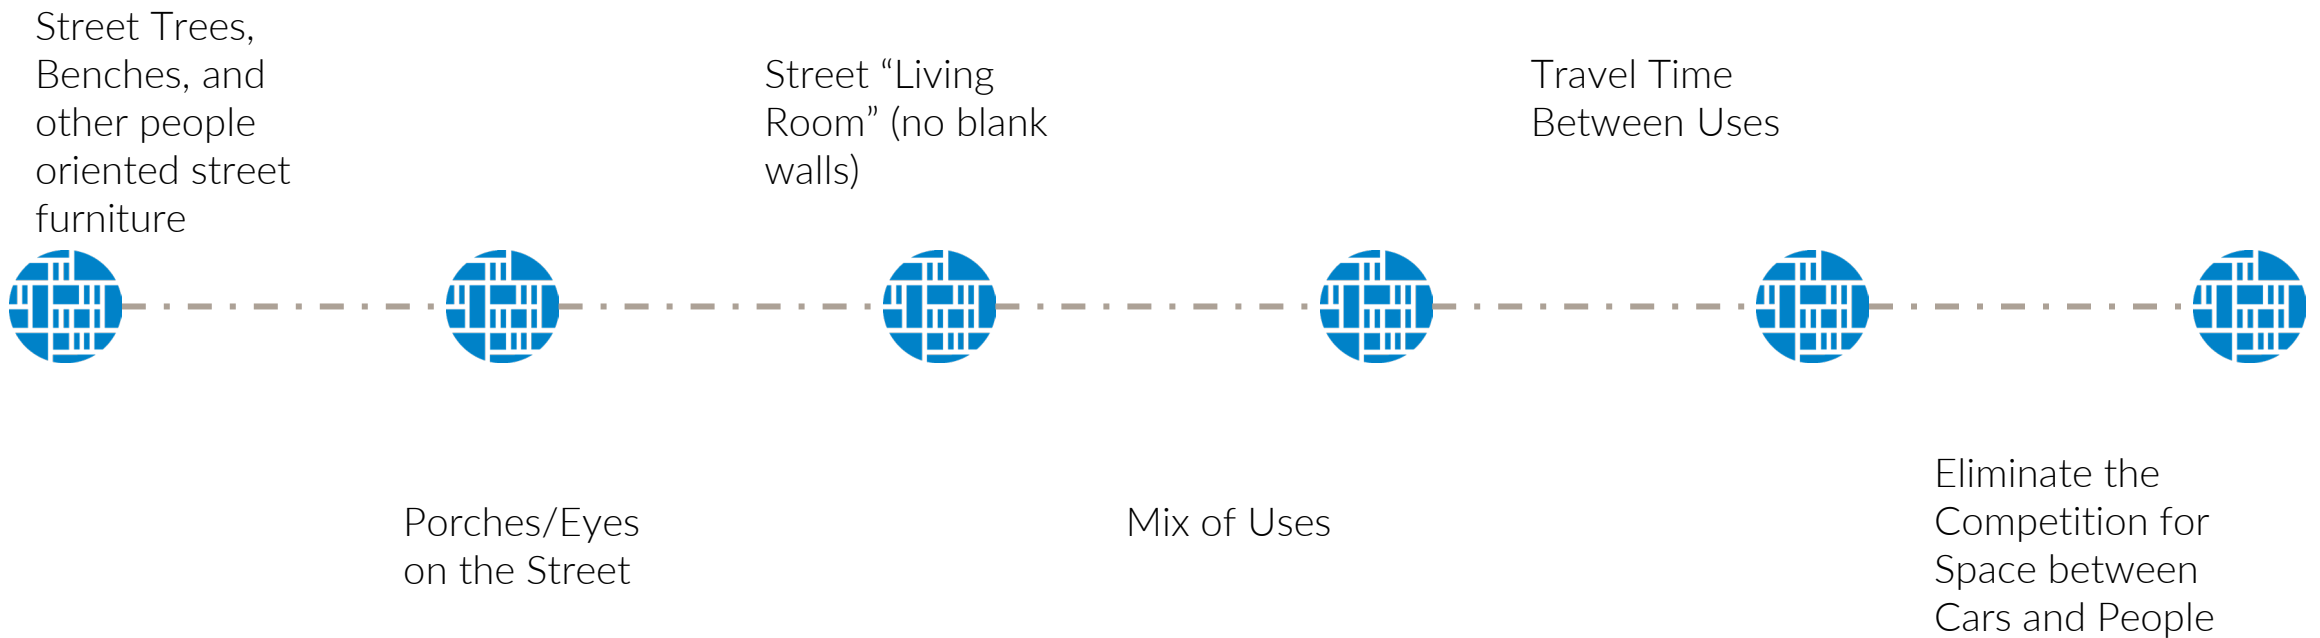 Street Trees,
Benches, and
other people
oriented street
furniture
Porches/Eyes
on the Street
Street “Living
Room” (no blank
walls)
Mix of Uses
Travel Time
Between Uses
Eliminate the
Competition for
Space between
Cars and People